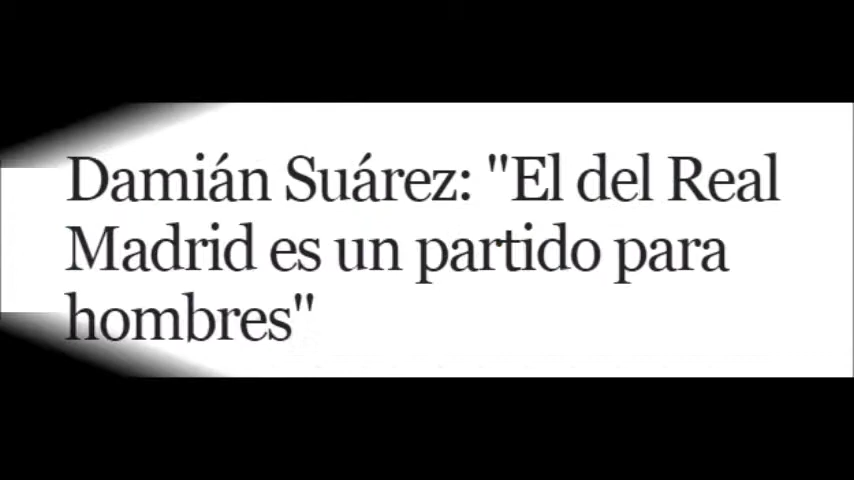 Damián Suárez: "El del Real
Madrid es un partido para
hombres"